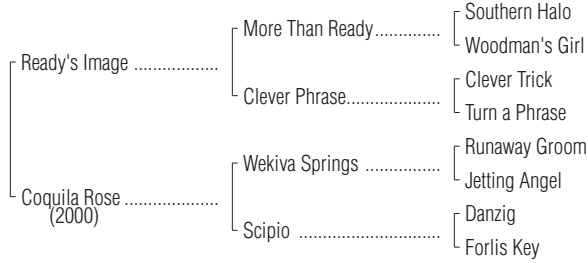 Southern Halo
More Than Ready..............
Woodman's Girl
Ready's Image ..................
Clever Trick
Clever Phrase....................
Turn a Phrase
Runaway Groom
Wekiva Springs ................
Jetting Angel
Coquila Rose ....................
(2000)
Danzig
Scipio ..............................
Forlis Key